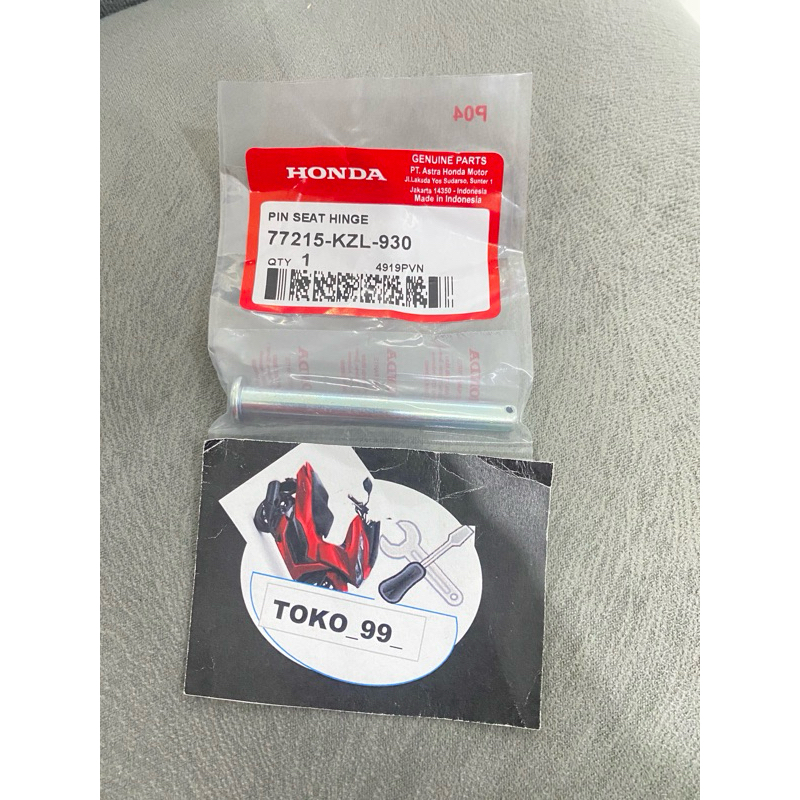 P04
HONDA
GENUINE PARTS
PT. Astra Honda Motor
Jl.Laksda Yos Sudarso, Sunter 1
Jakarta 14350 - Indonesia
Made in Indonesia
PIN SEAT HINGE
77215-KZL-930
QTY 1
4919PVN
TOKO_99_